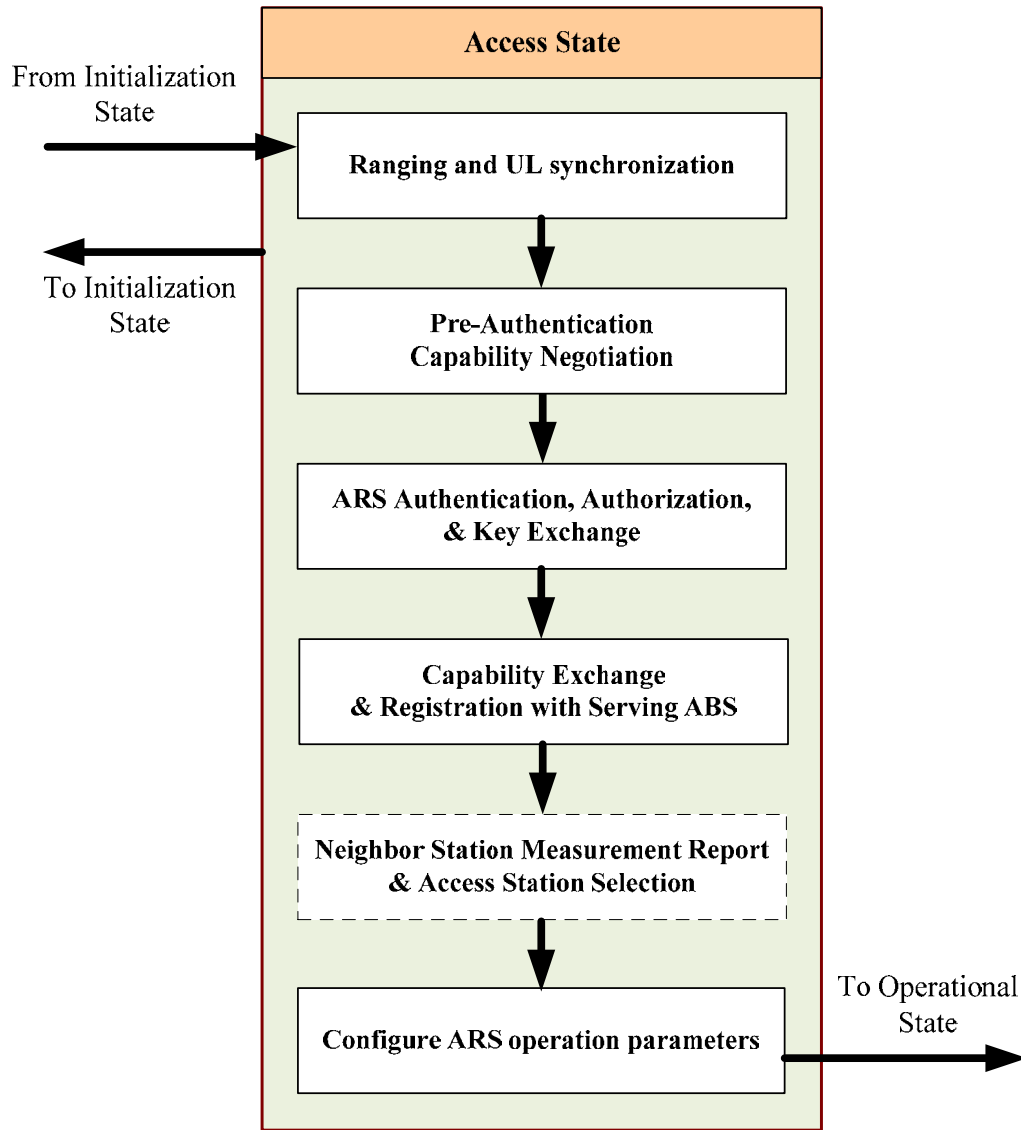 Access State
From Initialization
State
Ranging and UL synchronization
To Initialization
State
Pre-Authentication
Capability Negotiation
ARS Authentication, Authorization,
& Key Exchange
Capability Exchange
& Registration with Serving ABS
Neighbor Station Measurement Report
& Access Station Selection
Configure ARS operation parameters
To Operational
State